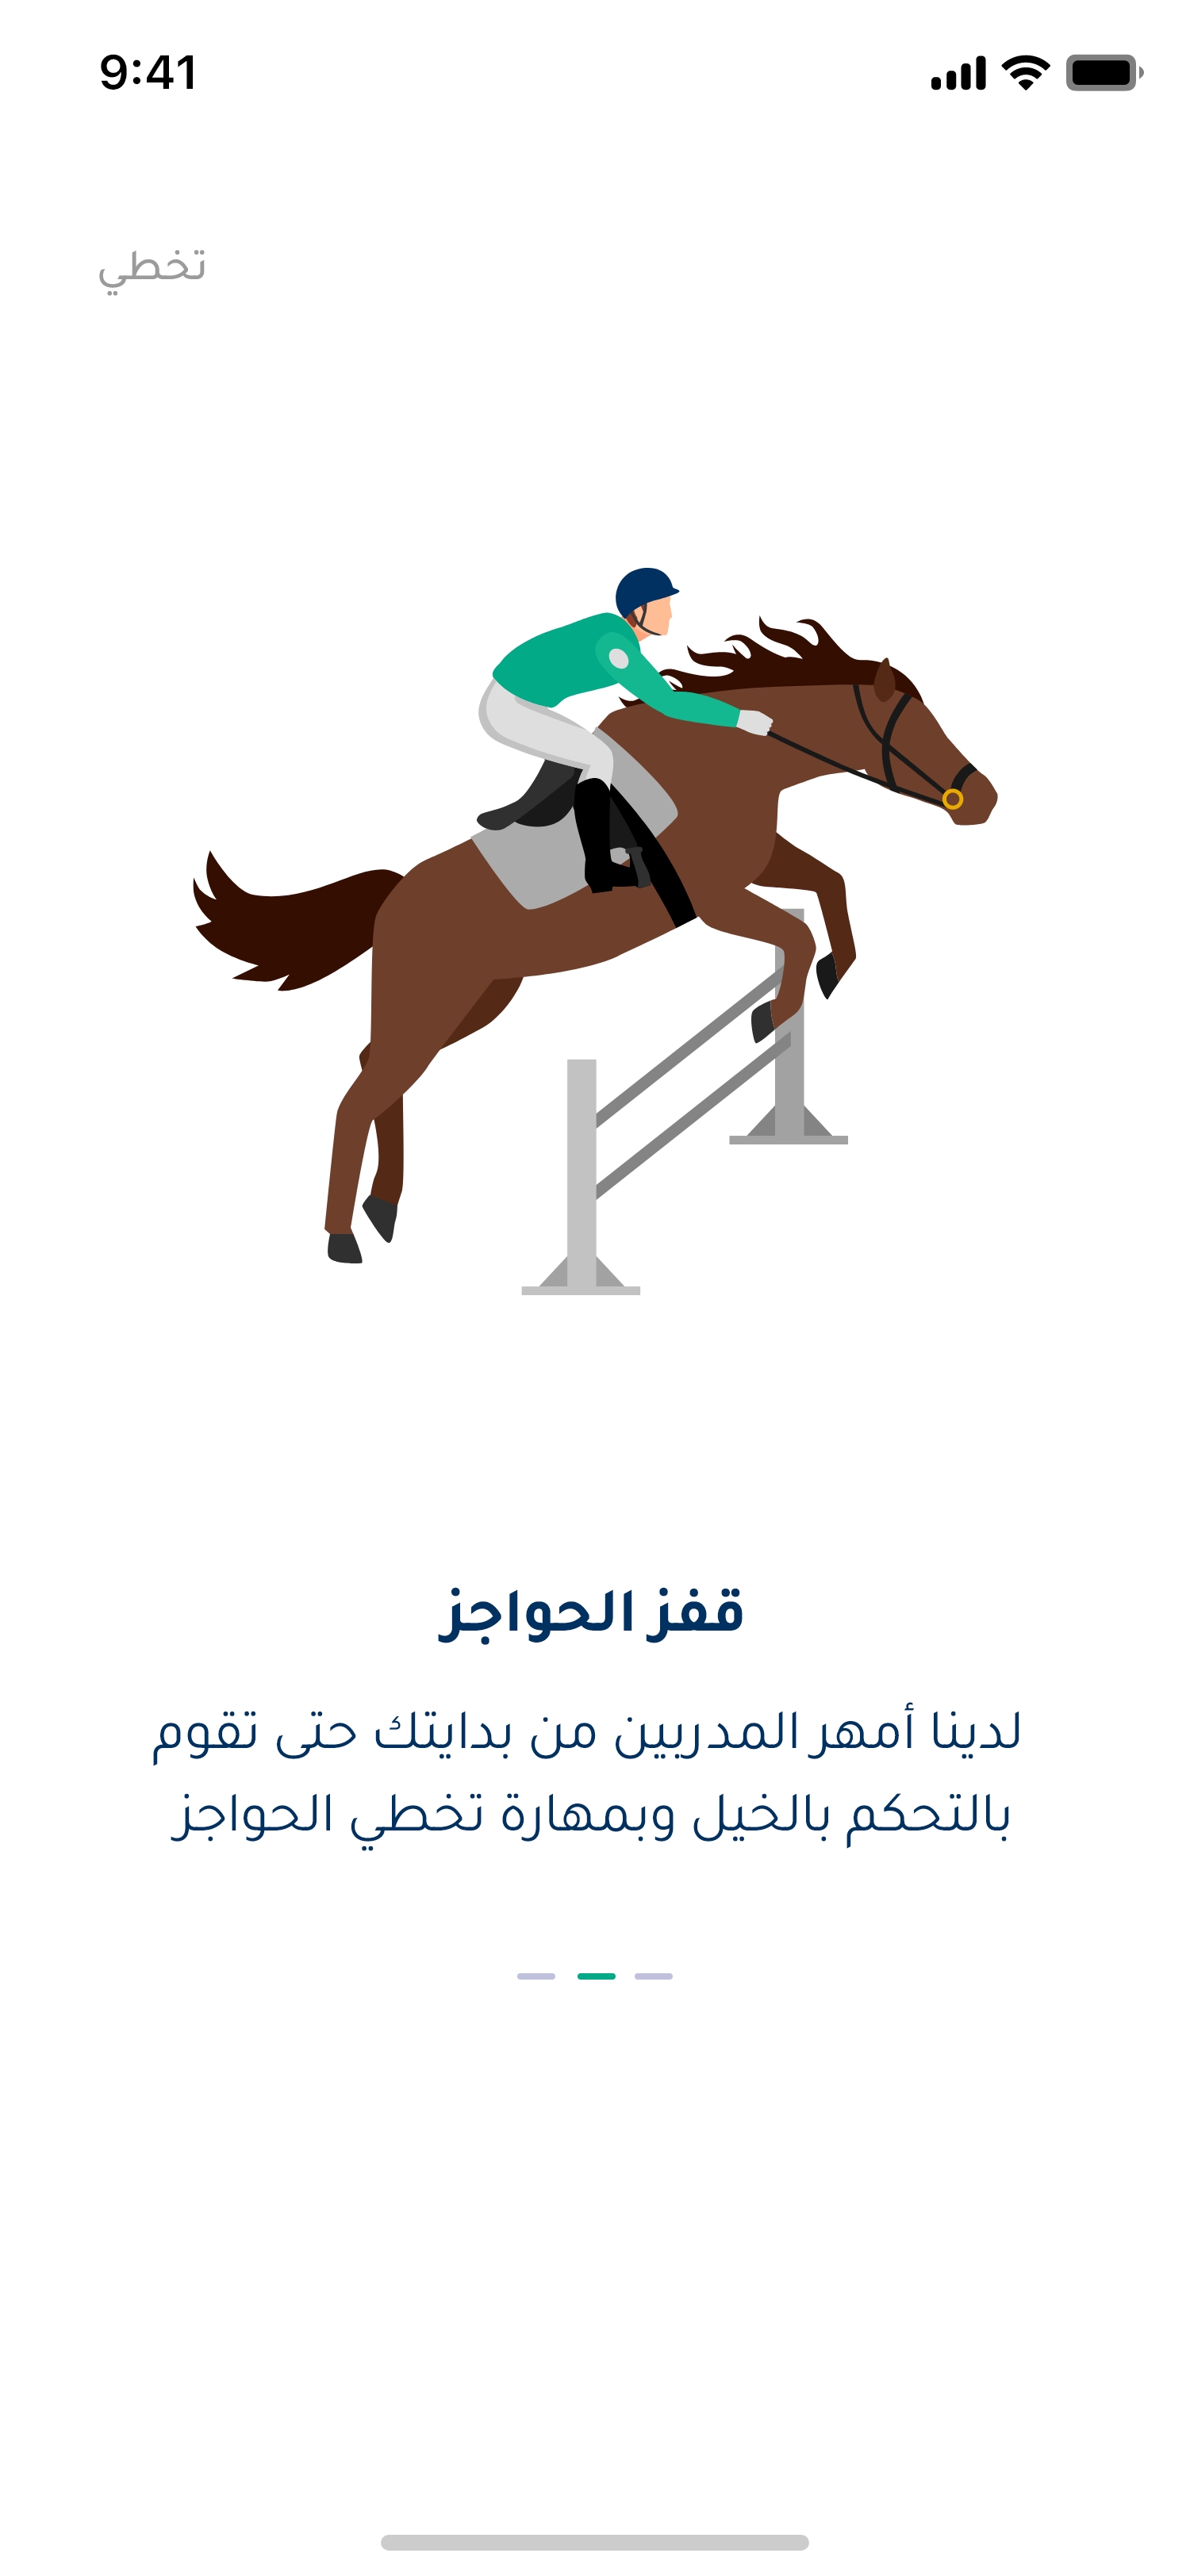 9:41
تخطي
قفز الحواجز
لدينا أمهر المدربين من بدايتك حتى تقوم
بالتحكم بالخيل وبمهارة تخطي الحواجز